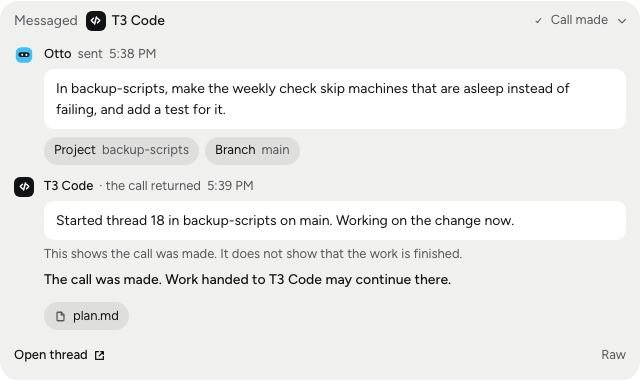 Messaged T3 Code
Call made
Otto sent 5:38 PM
In backup-scripts, make the weekly check skip machines that are asleep instead of
failing, and add a test for it.
Project backup-scripts Branch main
T3 Code · the call returned 5:39 PM
Started thread 18 in backup-scripts on main. Working on the change now.
This shows the call was made. It does not show that the work is finished.
The call was made. Work handed to T3 Code may continue there.
plan.md
Open thread
Raw